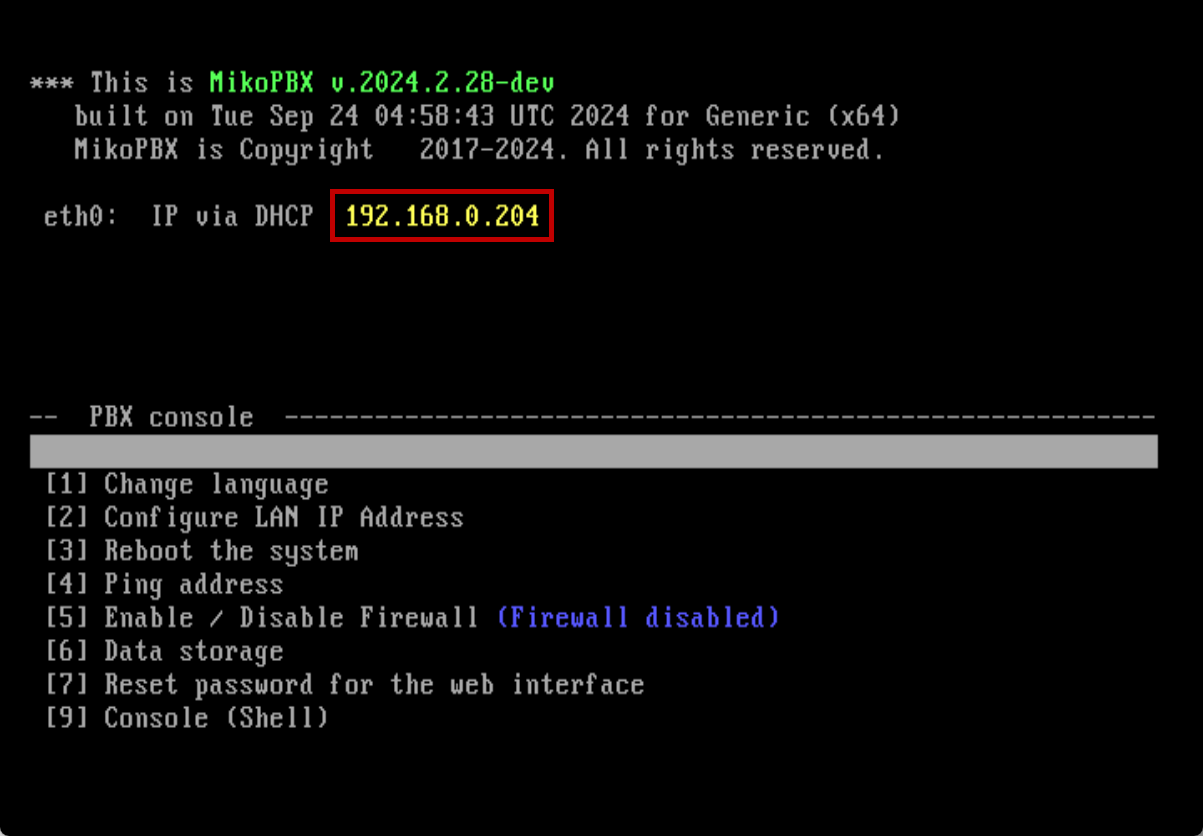 *** This is MikoPBX v.2024.2.28-dev
built on Tue Sep 24 04:58:43 UTC 2024 for Generic (x64)
MikoPBX is Copyright 2017-2024. All rights reserved.
eth0: IP via DHCP 192.168.0.204
-- PBX console ----------------------------------------------------------
[1] Change language
[2] Configure LAN IP Address
[3] Reboot the system
[4] Ping address
[5] Enable / Disable Firewall (Firewall disabled)
[6] Data storage
[7] Reset password for the web interface
[9] Console (Shell)